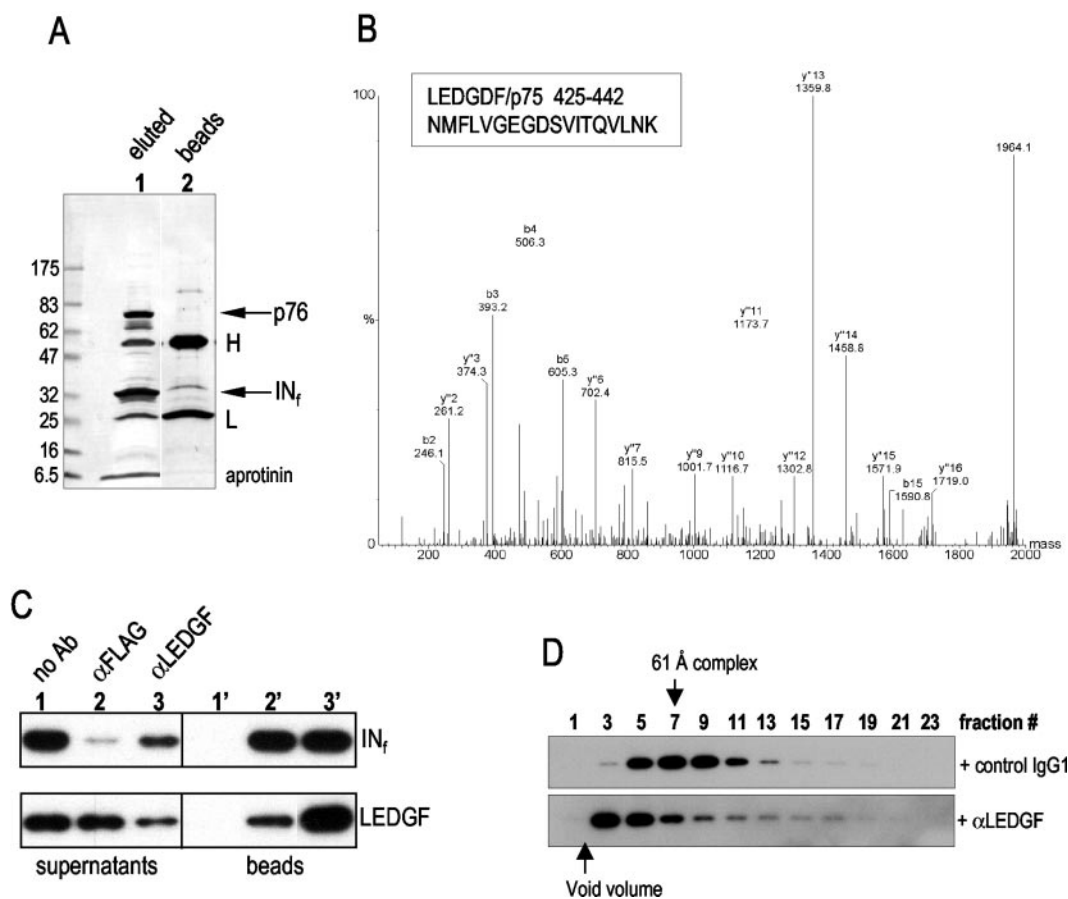 A
eluted
beads
1 2
175
83
62
47
32
25
16
6.5
p76
H
INf
L
aprotinin
B
LEDGDF/p75 425-442
NMFLVGEGDSVITQVLNK
100
%
0
b2
246.1
y"2
261.2
y"3
374.3
b3
393.2
b4
506.3
b5
605.3
y"6
702.4
y"7
815.5
y"9
1001.7
y"10
1116.7
y"11
1173.7
y"12
1302.8
y"13
1359.8
y"14
1458.8
y"15
1571.9
b15
1590.8
y"16
1719.0
1964.1
200 400 600 800 1000 1200 1400 1600 1800 2000
mass
C
no Ab
αFLAG
αLEDGF
1 2 3 1' 2' 3'
INf
LEDGF
supernatants beads
D
61 Å complex
1 3 5 7 9 11 13 15 17 19 21 23 fraction #
+ control IgG1
+ αLEDGF
Void volume